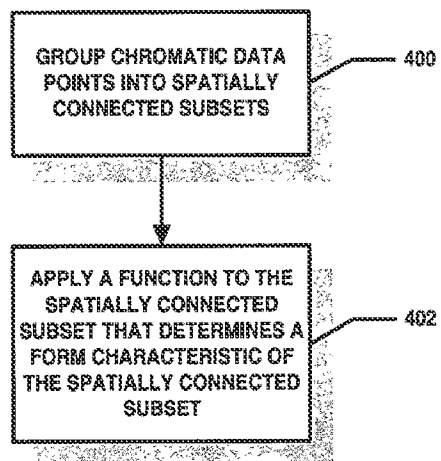 GROUP CHROMATIC DATA
POINTS INTO SPATIALLY
CONNECTED SUBSETS
400
APPLY A FUNCTION TO THE
SPATIALLY CONNECTED
SUBSET THAT DETERMINES A
FORM CHARACTERISTIC OF
THE SPATIALLY CONNECTED
SUBSET
402